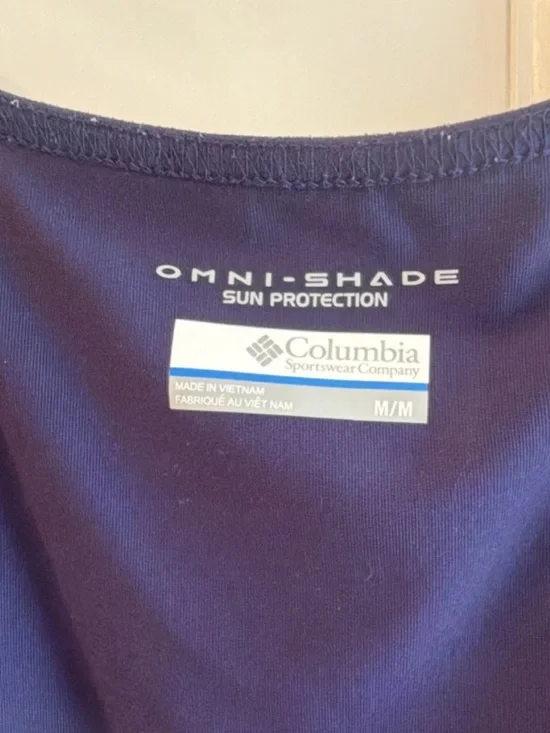 OMNI-SHADE
SUN PROTECTION
Columbia
Sportswear Company
MADE IN VIETNAM
FABRIQUÉ AU VIÊT NAM
M/M